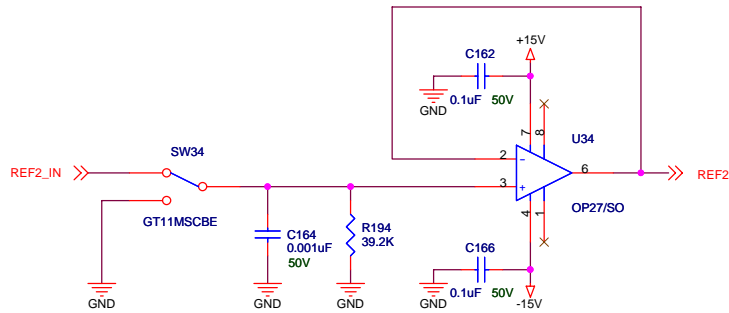 +15V
C162
GND
0.1uF 50V
7
8
U34
SW34
2
−
6
REF2_IN
REF2
3
+
GT11MSCBE
OP27/SO
4
1
C164
0.001uF
50V
R194
39.2K
C166
GND
GND
GND
GND
0.1uF 50V
-15V